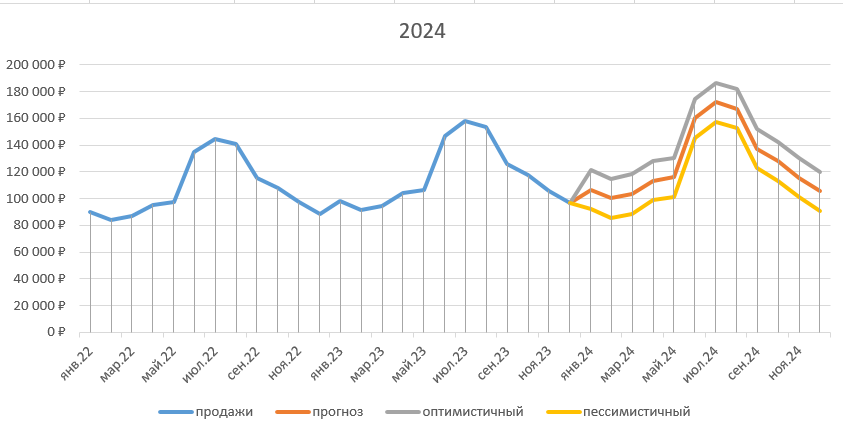 2024
200 000 ₽
180 000 ₽
160 000 ₽
140 000 ₽
120 000 ₽
100 000 ₽
80 000 ₽
60 000 ₽
40 000 ₽
20 000 ₽
0 ₽
янв.22 мар.22 май.22 июл.22 сен.22 ноя.22 янв.23 мар.23 май.23 июл.23 сен.23 ноя.23 янв.24 мар.24 май.24 июл.24 сен.24 ноя.24
продажи прогноз оптимистичный пессимистичный